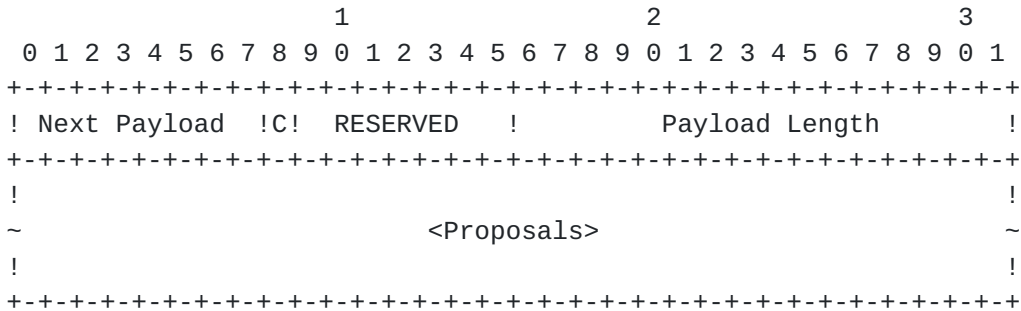 1                   2                   3
 0 1 2 3 4 5 6 7 8 9 0 1 2 3 4 5 6 7 8 9 0 1 2 3 4 5 6 7 8 9 0 1
+-+-+-+-+-+-+-+-+-+-+-+-+-+-+-+-+-+-+-+-+-+-+-+-+-+-+-+-+-+-+-+-+
! Next Payload  !C!  RESERVED   !         Payload Length        !
+-+-+-+-+-+-+-+-+-+-+-+-+-+-+-+-+-+-+-+-+-+-+-+-+-+-+-+-+-+-+-+-+
!                                                               !
~                          <Proposals>                          ~
!                                                               !
+-+-+-+-+-+-+-+-+-+-+-+-+-+-+-+-+-+-+-+-+-+-+-+-+-+-+-+-+-+-+-+-+